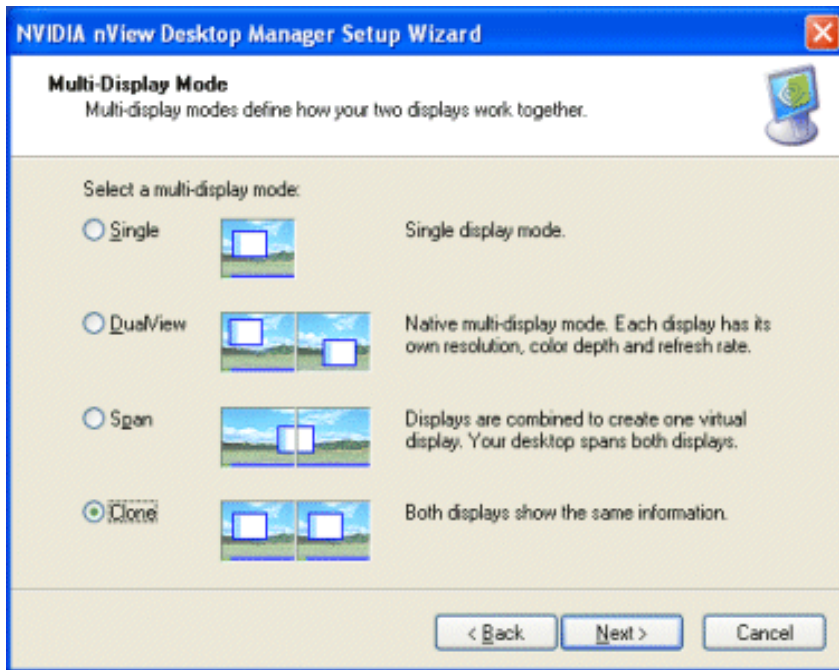 NVIDIA nView Desktop Manager Setup Wizard
Multi-Display Mode
Multi-display modes define how your two displays work together.
Select a multi-display mode:
Single
Single display mode.
DualView
Native multi-display mode. Each display has its
own resolution, color depth and refresh rate.
Span
Displays are combined to create one virtual
display. Your desktop spans both displays.
Clone
Both displays show the same information.
< Back
Next >
Cancel